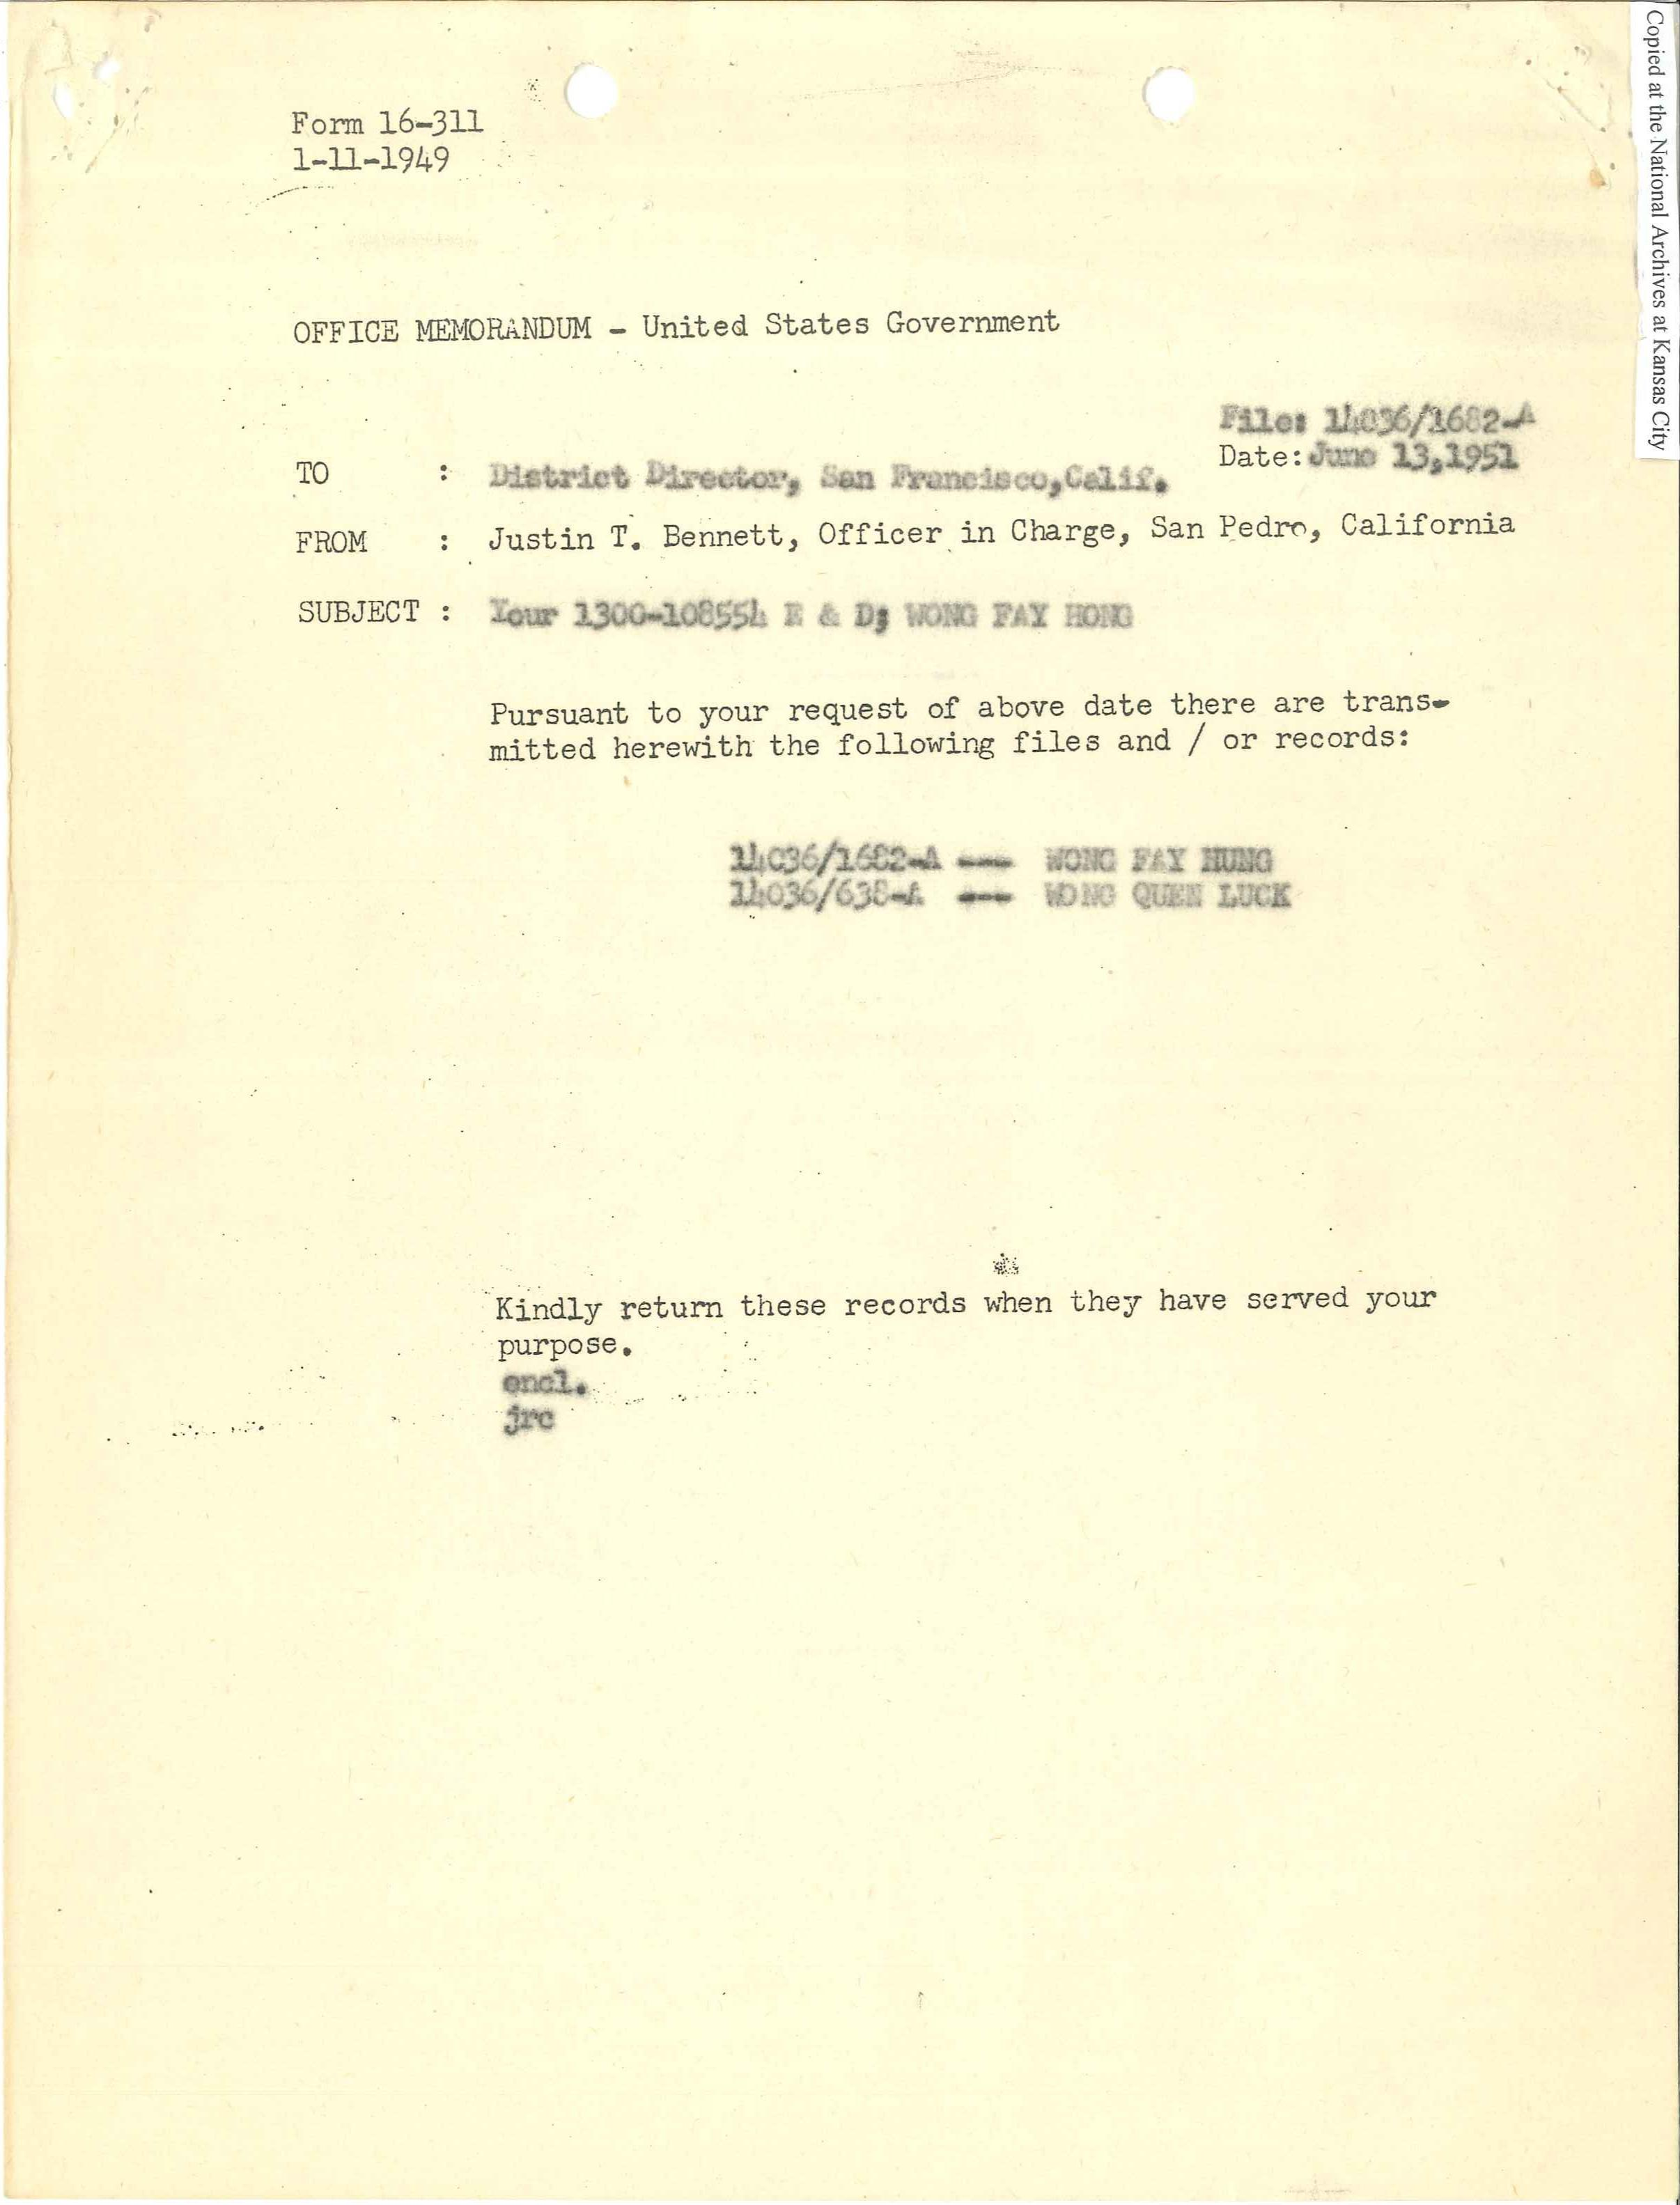 Copied at the National Archives at Kansas City
Form 16-311
1-11-1949
OFFICE MEMORANDUM - United States Government
File: 14036/1682-A
Date: June 13,1951
TO : District Director, San Francisco,Calif.
FROM : Justin T. Bennett, Officer in Charge, San Pedro, California
SUBJECT : Your 1300-108554 E & D; WONG FAY HONG
Pursuant to your request of above date there are trans-
mitted herewith the following files and / or records:
14036/1682-A --- WONG FAY HUNG
14036/638-A --- WONG QUEN LUCK
Kindly return these records when they have served your
purpose.
encl.
jrc